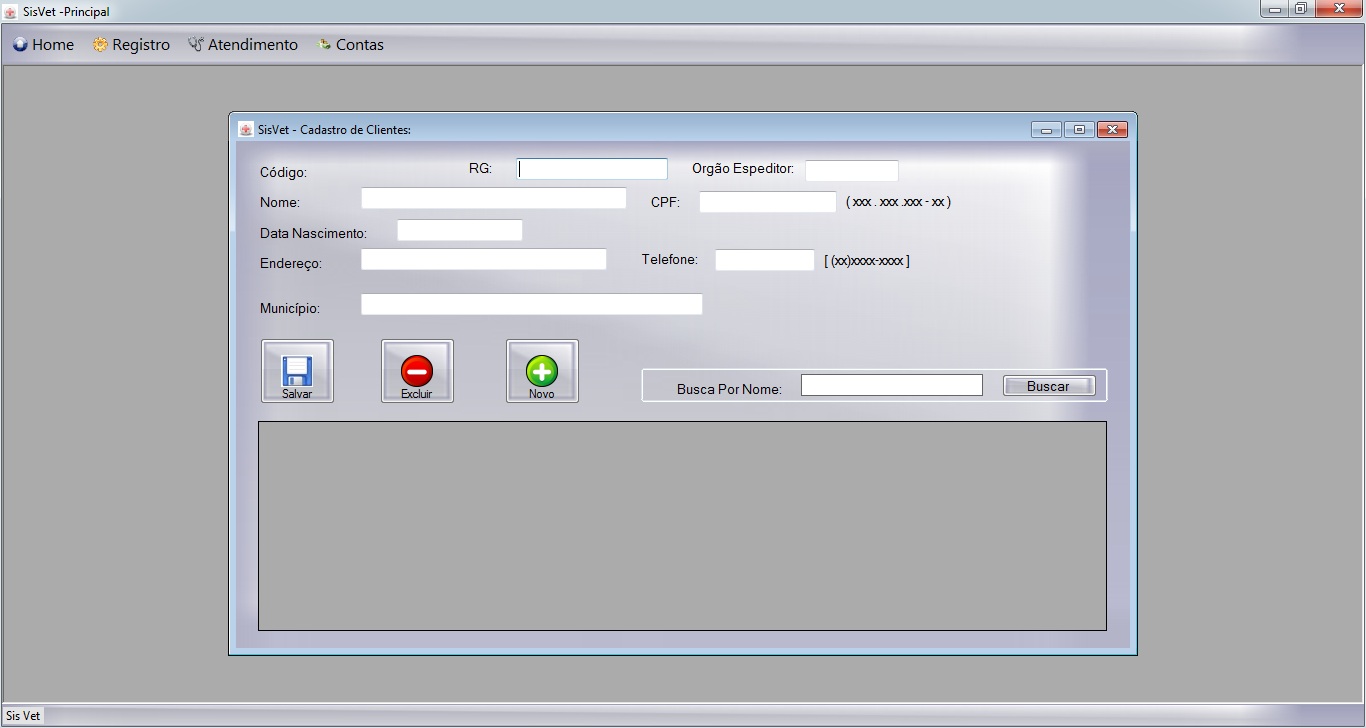 SisVet -Principal
Home Registro Atendimento Contas
SisVet - Cadastro de Clientes:
Código: RG: Orgão Espeditor:
Nome: CPF: ( xxx . xxx .xxx - xx )
Data Nascimento:
Endereço: Telefone: [ (xx)xxxx-xxxx ]
Município:
Salvar Excluir Novo
Busca Por Nome: Buscar
Sis Vet